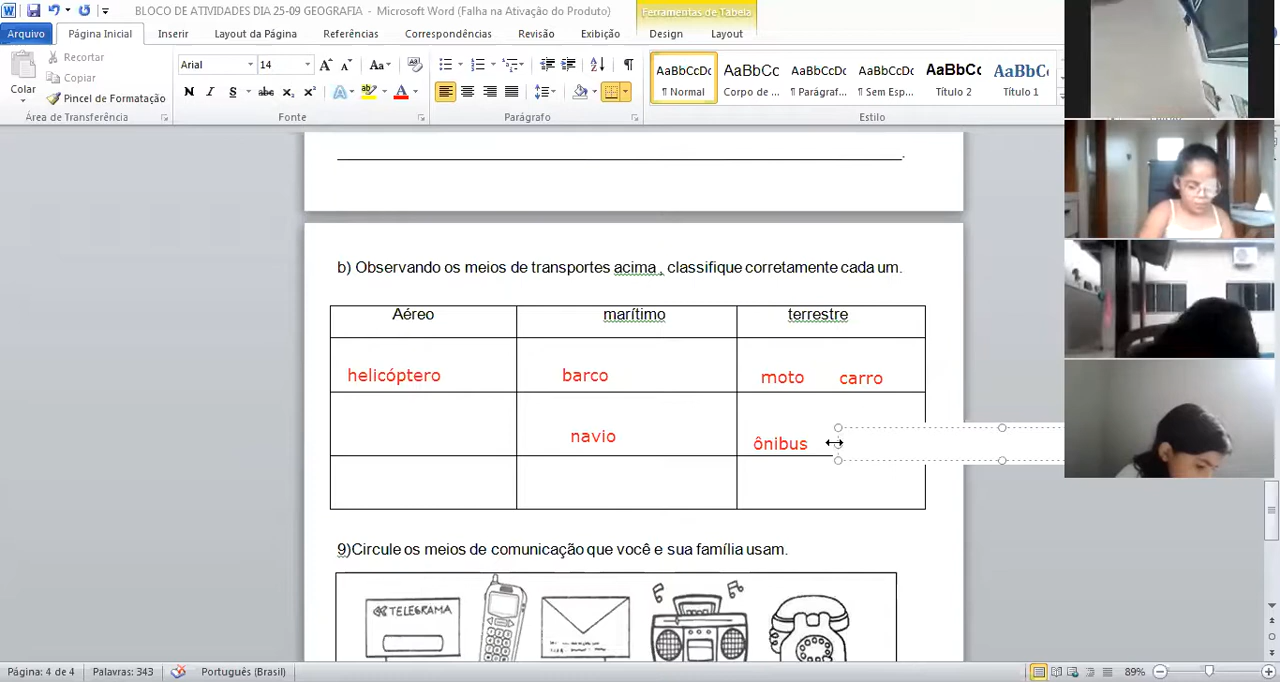 BLOCO DE ATIVIDADES DIA 25-09 GEOGRAFIA - Microsoft Word (Falha na Ativação do Produto)
Ferramentas de Tabela
Arquivo Página Inicial Inserir Layout da Página Referências Correspondências Revisão Exibição Design Layout
Recortar
Copiar
Colar
Pincel de Formatação
Área de Transferência
Arial 14
Aa
N I S abc x₂ x²
Fonte
Parágrafo
AaBbCcDc AaBbCc AaBbCcDc AaBbCcDc AaBbCc AaBbCc
¶ Normal Corpo de ... ¶ Parágraf... ¶ Sem Esp... Título 2 Título 1
Estilo
b) Observando os meios de transportes acima , classifique corretamente cada um.
Aéreo marítimo terrestre
helicóptero barco moto carro
navio ônibus
9)Circule os meios de comunicação que você e sua família usam.
TELEGRAMA
Página: 4 de 4 Palavras: 343 Português (Brasil) 89%